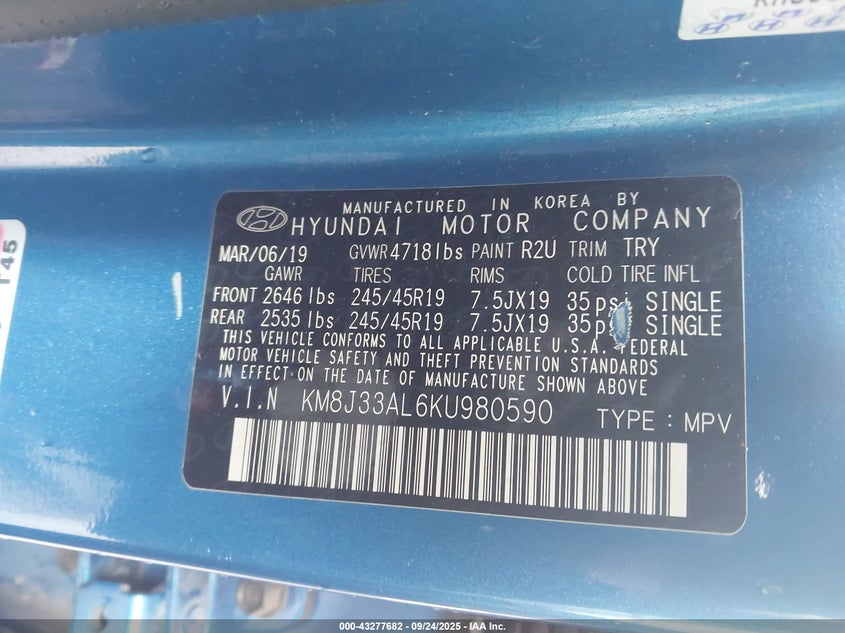 T45
MANUFACTURED IN KOREA BY
HYUNDAI MOTOR COMPANY
MAR/06/19 GVWR 4718 lbs PAINT R2U TRIM TRY
GAWR TIRES RIMS COLD TIRE INFL
FRONT 2646 lbs 245/45R19 7.5JX19 35 psi SINGLE
REAR 2535 lbs 245/45R19 7.5JX19 35 SINGLE
THIS VEHICLE CONFORMS TO ALL APPLICABLE U.S.A. FEDERAL
MOTOR VEHICLE SAFETY AND THEFT PREVENTION STANDARDS
IN EFFECT ON THE DATE OF MANUFACTURE SHOWN ABOVE
V.I.N KM8J33AL6KU980590 TYPE : MPV
000-43277682 - 09/24/2025 - IAA Inc.